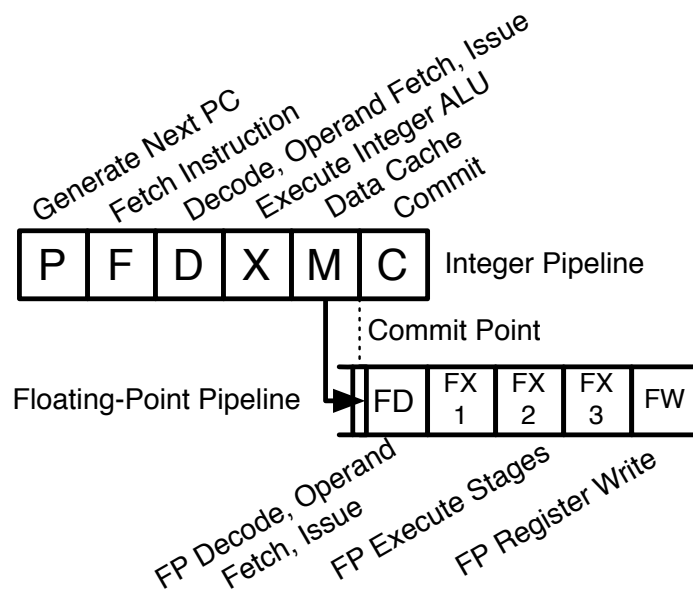 Generate Next PC
Fetch Instruction
Decode, Operand Fetch, Issue
Execute Integer ALU
Data Cache
Commit
P F D X M C
Integer Pipeline
Commit Point
Floating-Point Pipeline
FD
FX
1
FX
2
FX
3
FW
FP Decode, Operand
Fetch, Issue
FP Execute Stages
FP Register Write